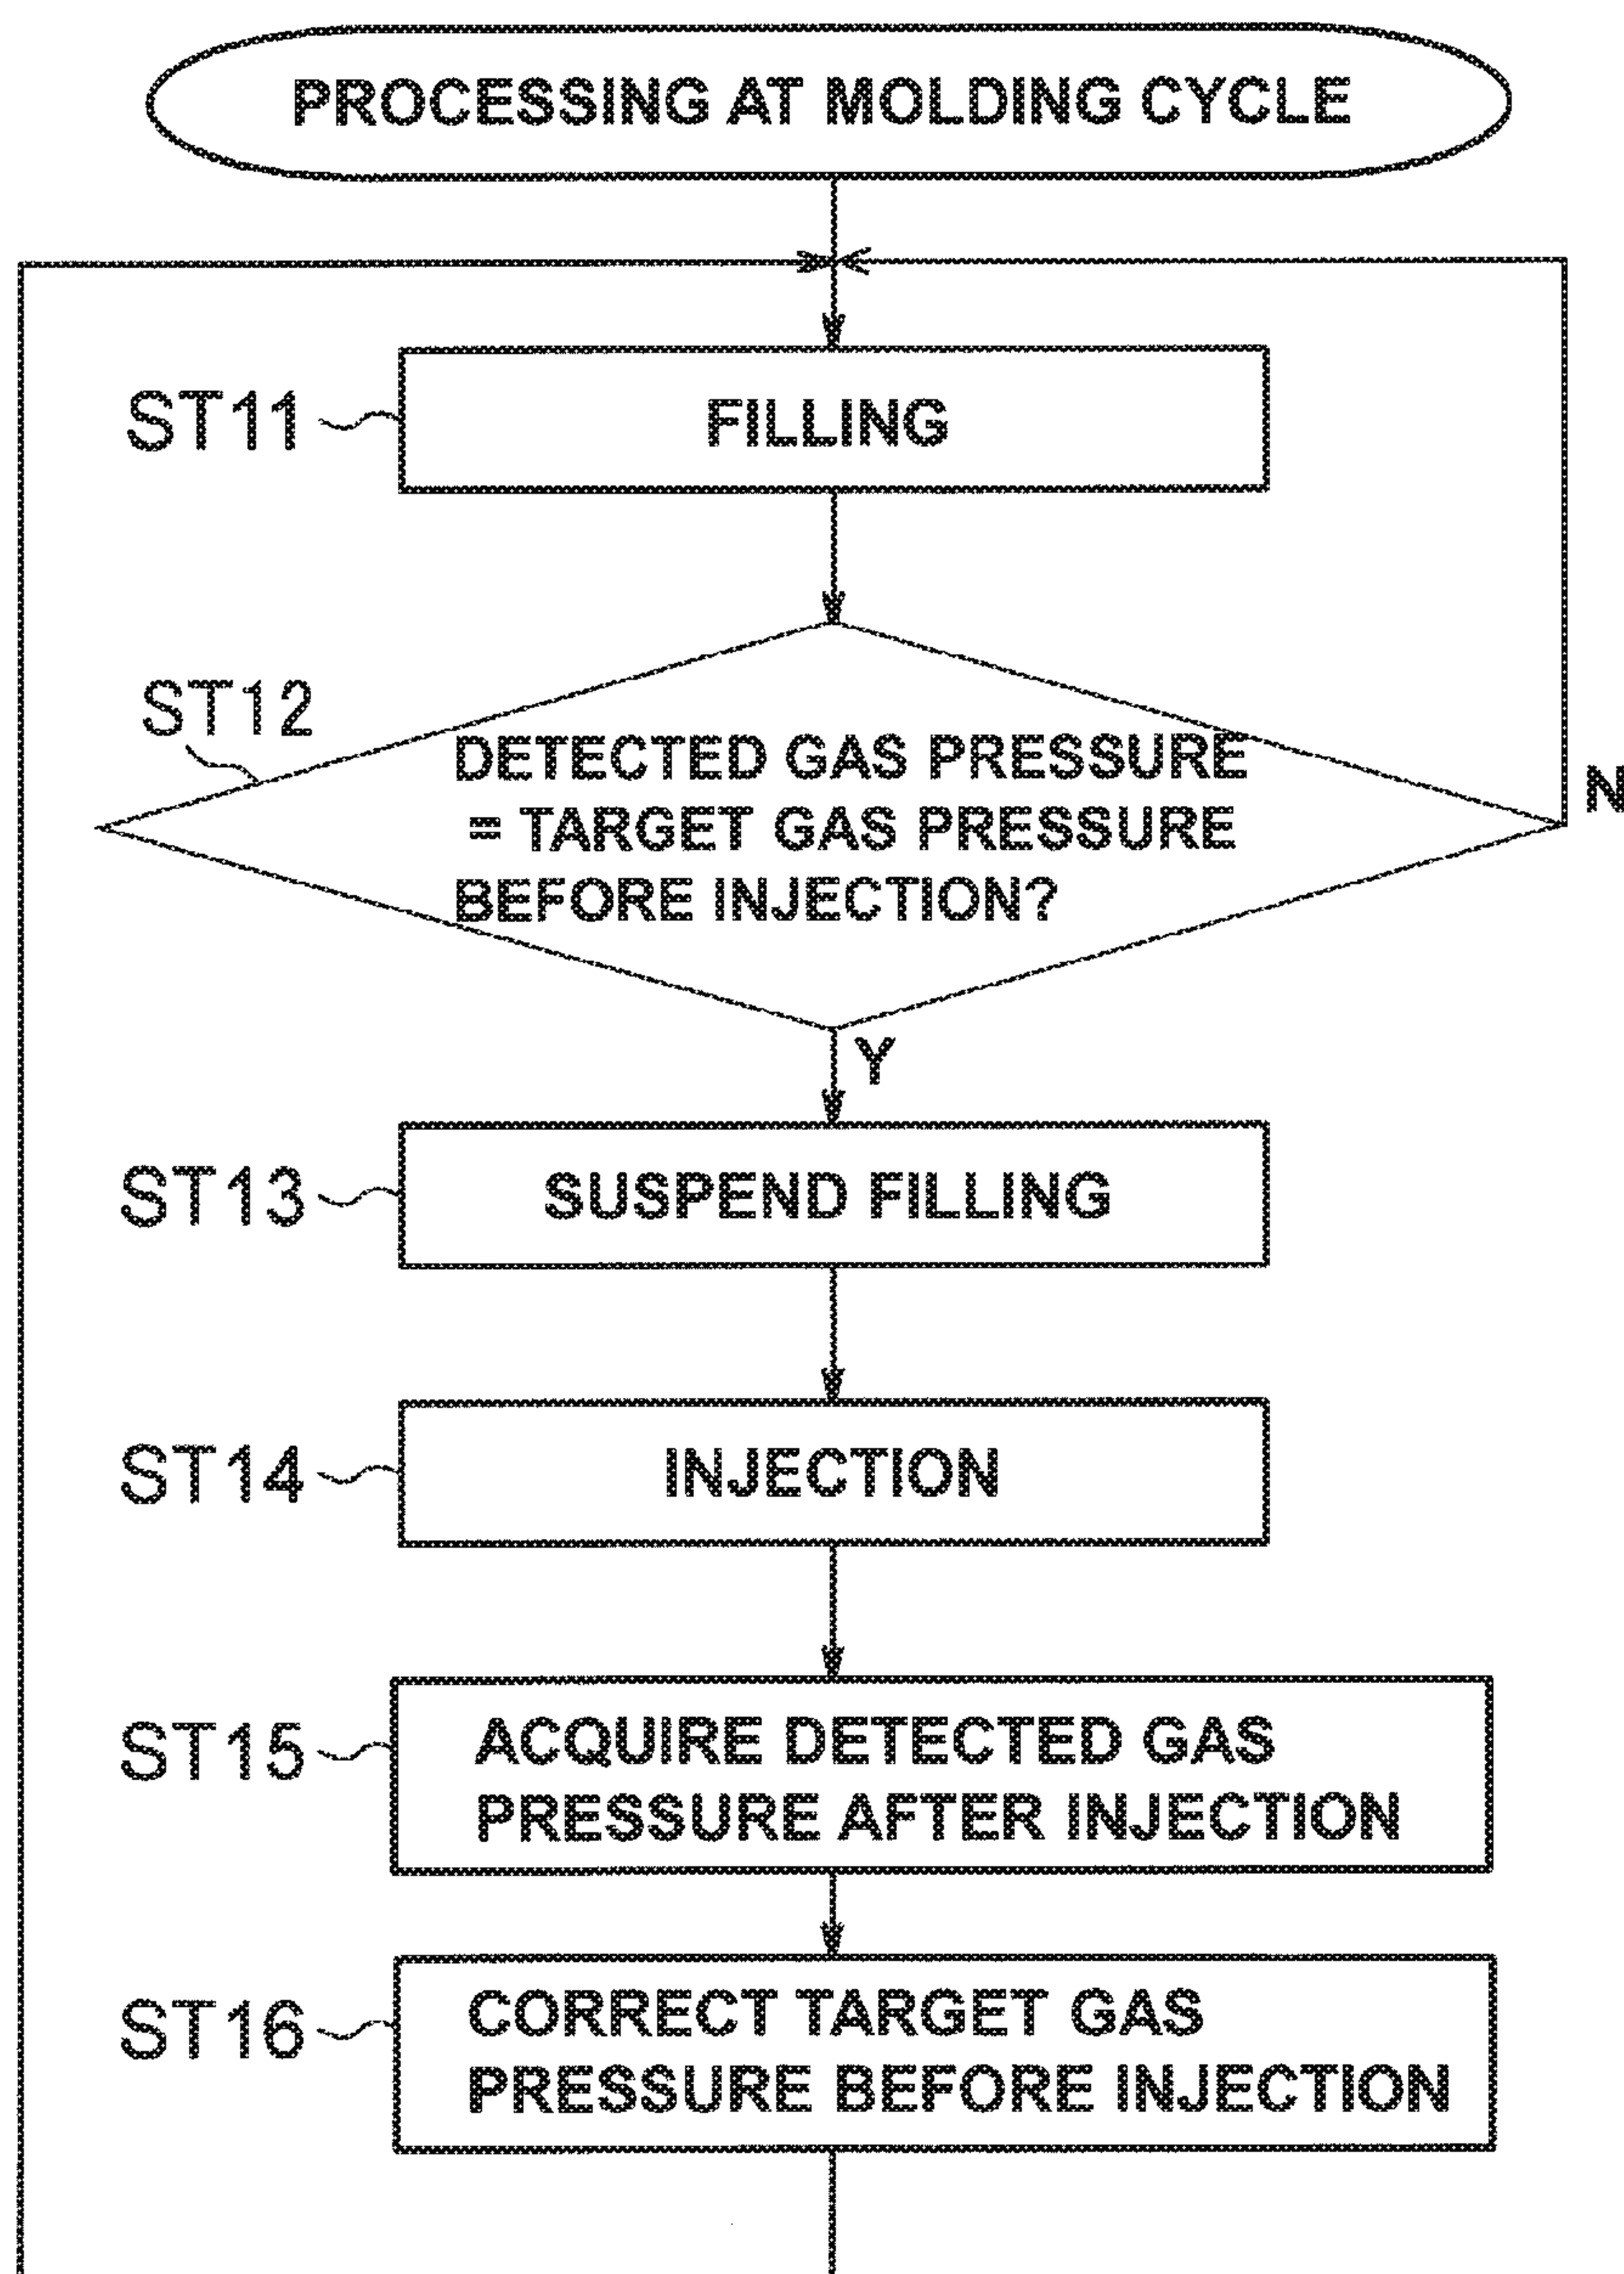 PROCESSING AT MOLDING CYCLE
ST11
FILLING
ST12
DETECTED GAS PRESSURE
= TARGET GAS PRESSURE
BEFORE INJECTION?
N
Y
ST13
SUSPEND FILLING
ST14
INJECTION
ST15
ACQUIRE DETECTED GAS
PRESSURE AFTER INJECTION
ST16
CORRECT TARGET GAS
PRESSURE BEFORE INJECTION